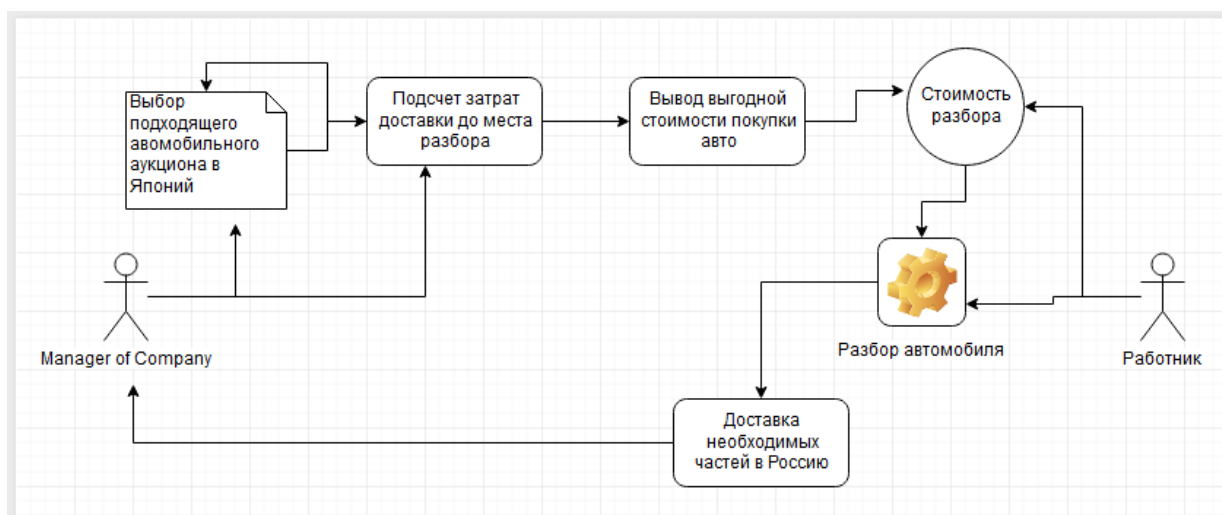 Выбор
подходящего
авомобильного
аукциона в
Японий
Подсчет затрат
доставки до места
разбора
Вывод выгодной
стоимости покупки
авто
Стоимость
разбора
Manager of Company
Разбор автомобиля
Работник
Доставка
необходимых
частей в Россию